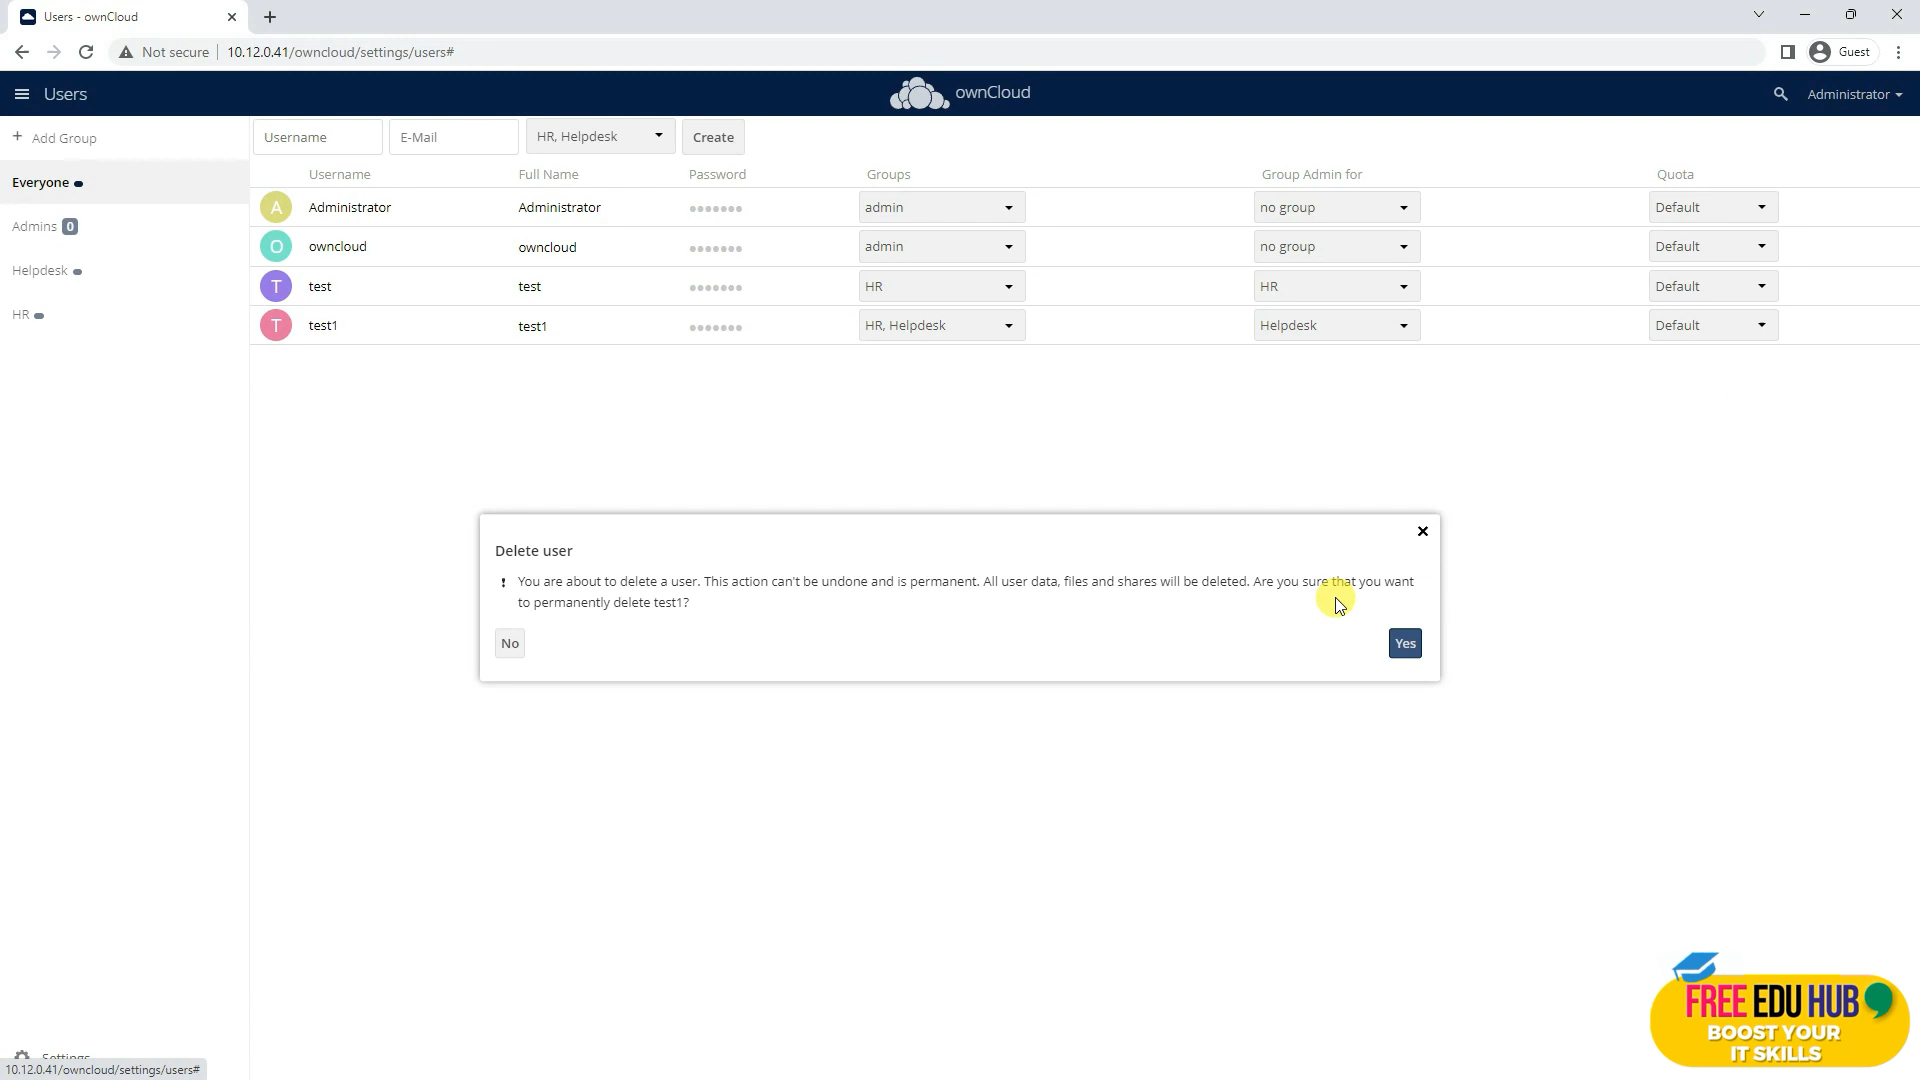 Users - ownCloud
Not secure 10.12.0.41/owncloud/settings/users# Guest
Users ownCloud Administrator
Add Group Username E-Mail HR, Helpdesk Create
Username Full Name Password Groups Group Admin for Quota
Everyone
Admins 0
Helpdesk
HR
A Administrator Administrator admin no group Default
O owncloud owncloud admin no group Default
T test test HR HR Default
T test1 test1 HR, Helpdesk Helpdesk Default
Delete user
! You are about to delete a user. This action can't be undone and is permanent. All user data, files and shares will be deleted. Are you sure that you want
to permanently delete test1?
No Yes
Settings
10.12.0.41/owncloud/settings/users#
FREE EDU HUB
BOOST YOUR
IT SKILLS